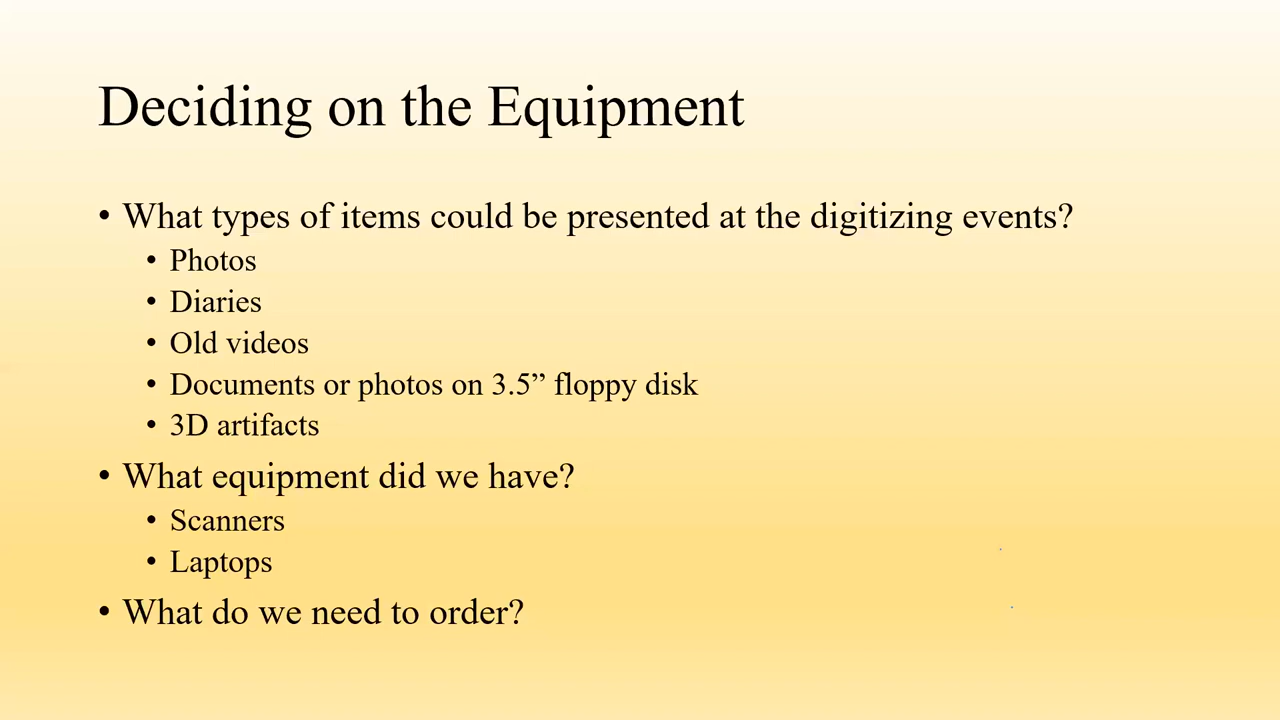 Deciding on the Equipment
• What types of items could be presented at the digitizing events?
• Photos
• Diaries
• Old videos
• Documents or photos on 3.5” floppy disk
• 3D artifacts
• What equipment did we have?
• Scanners
• Laptops
• What do we need to order?